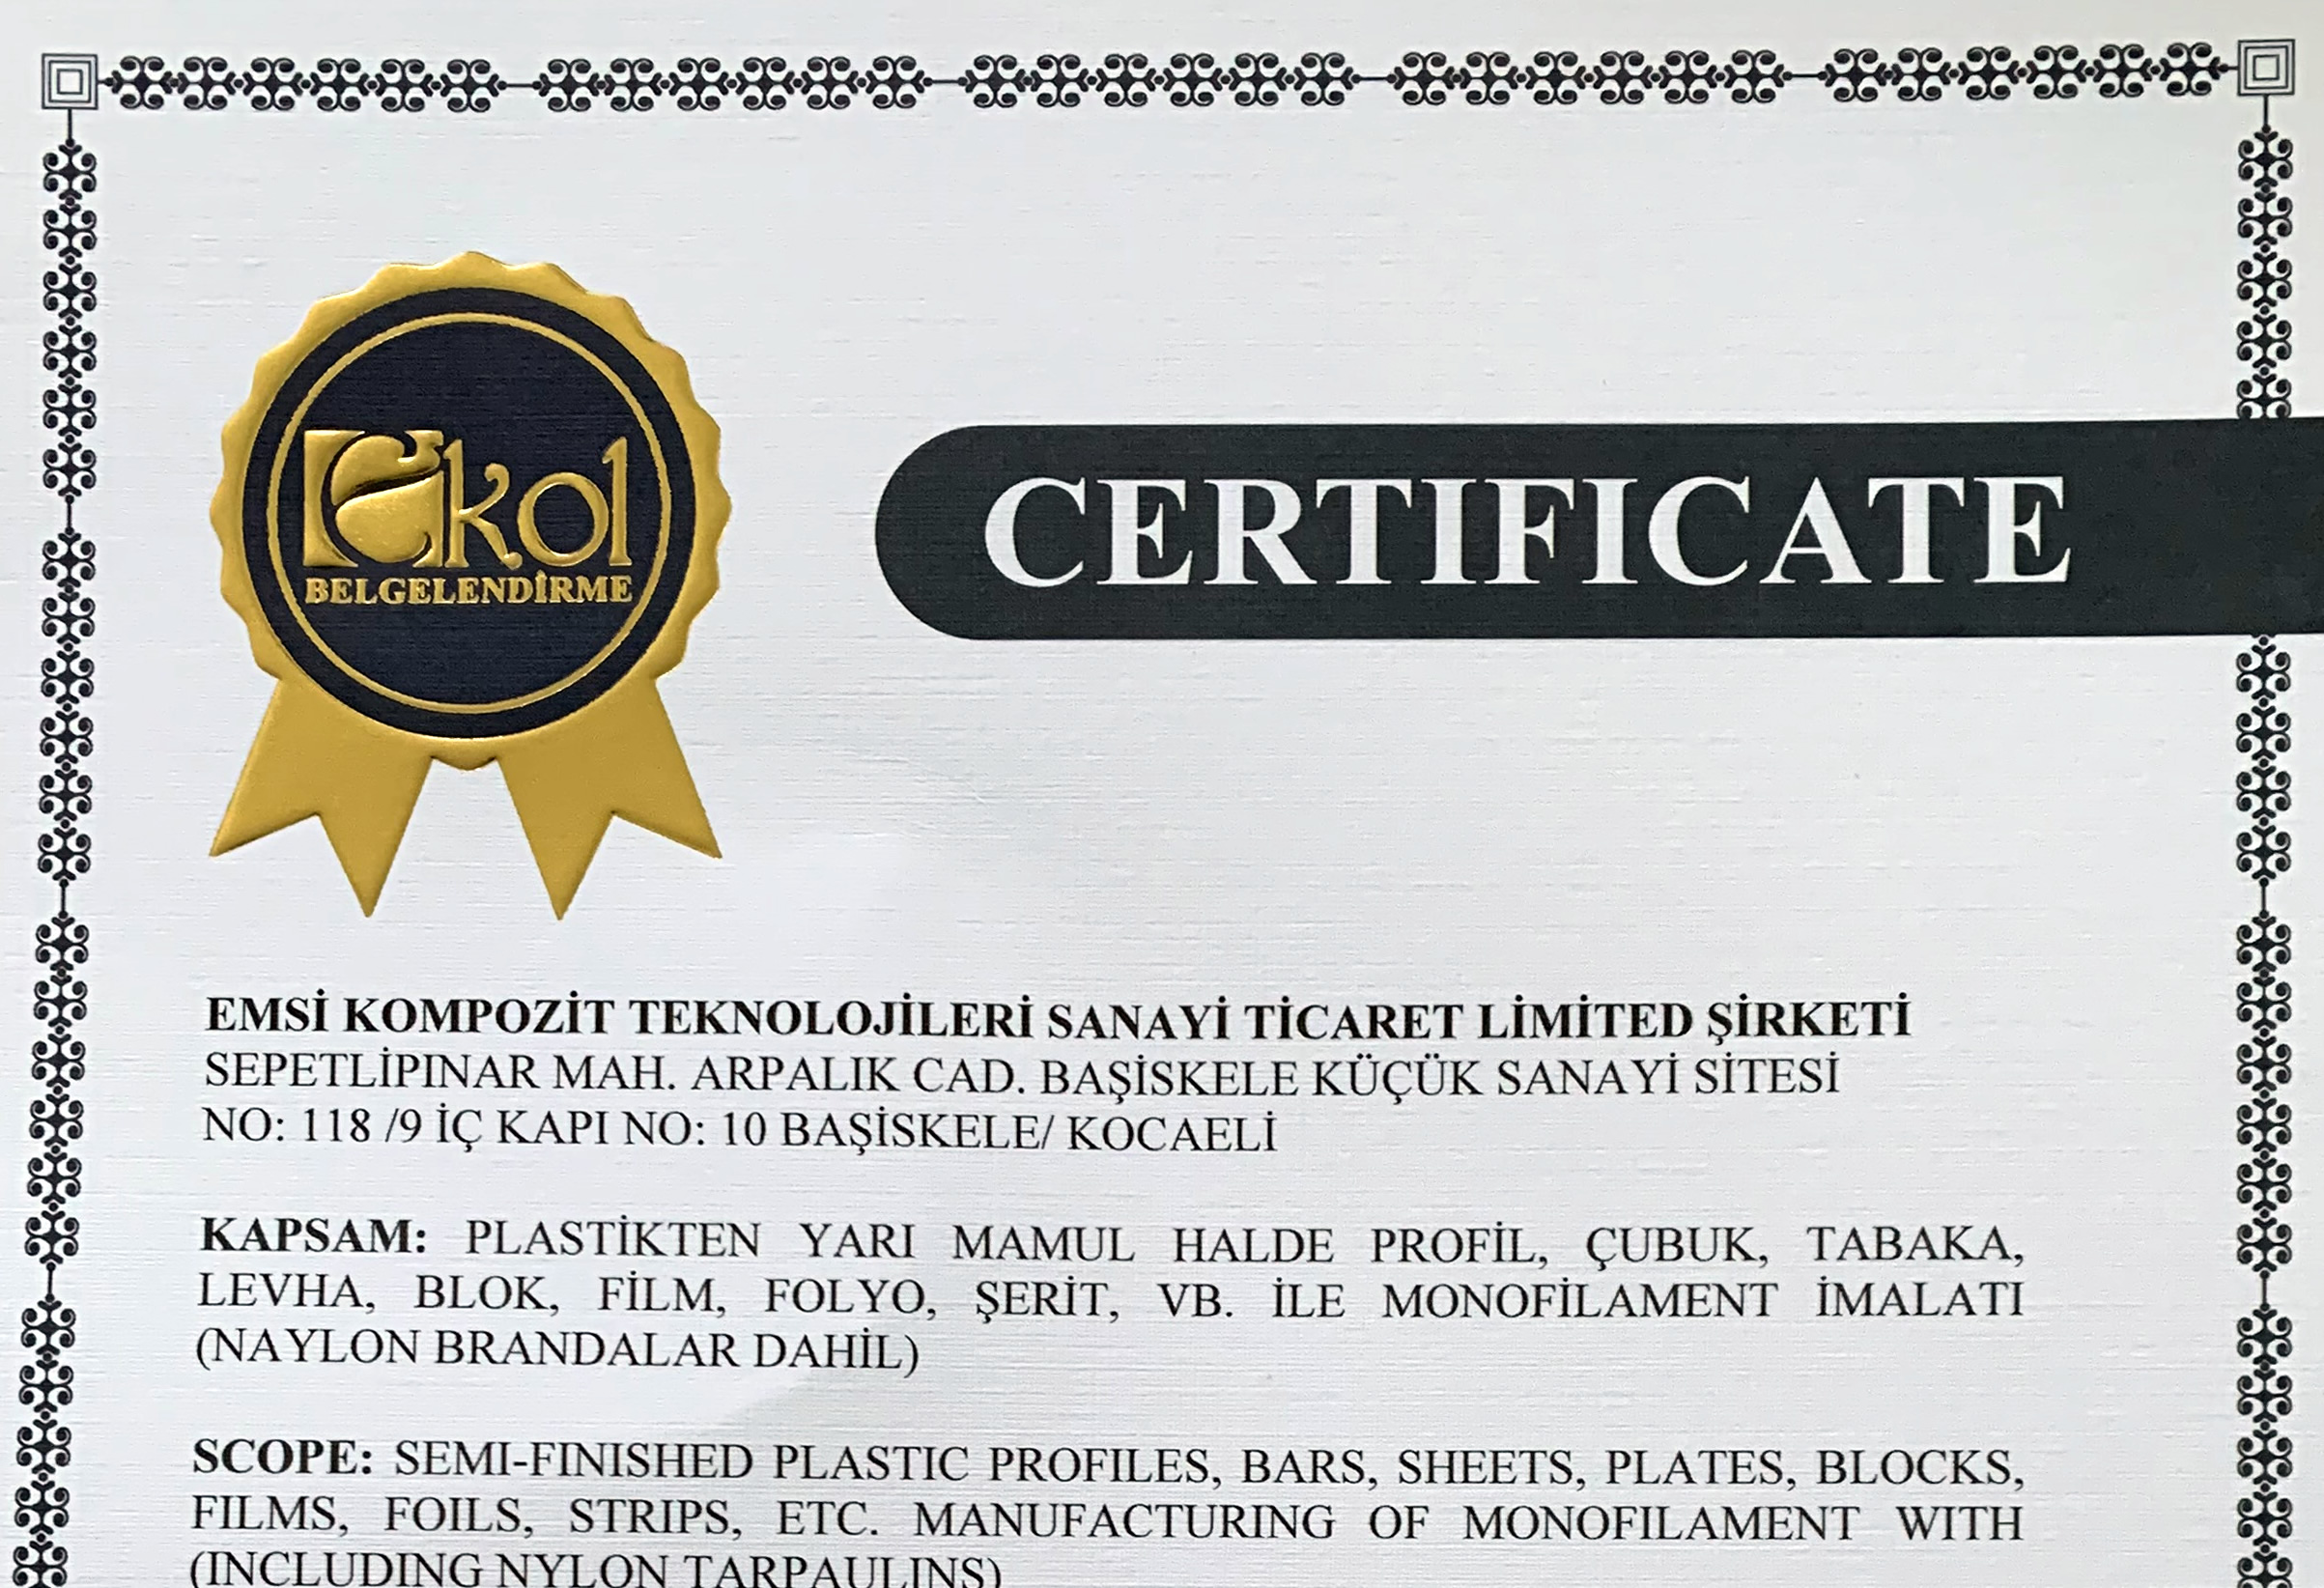 Ekol
BELGELENDİRME
CERTIFICATE
EMSİ KOMPOZİT TEKNOLOJİLERİ SANAYİ TİCARET LİMİTED ŞİRKETİ
SEPETLİPINAR MAH. ARPALIK CAD. BAŞİSKELE KÜÇÜK SANAYİ SİTESİ
NO: 118 /9 İÇ KAPI NO: 10 BAŞİSKELE/ KOCAELİ
KAPSAM: PLASTİKTEN YARI MAMUL HALDE PROFİL, ÇUBUK, TABAKA,
LEVHA, BLOK, FİLM, FOLYO, ŞERİT, VB. İLE MONOFİLAMENT İMALATI
(NAYLON BRANDALAR DAHİL)
SCOPE: SEMI-FINISHED PLASTIC PROFILES, BARS, SHEETS, PLATES, BLOCKS,
FILMS, FOILS, STRIPS, ETC. MANUFACTURING OF MONOFILAMENT WITH
(INCLUDING NYLON TARPAULINS)